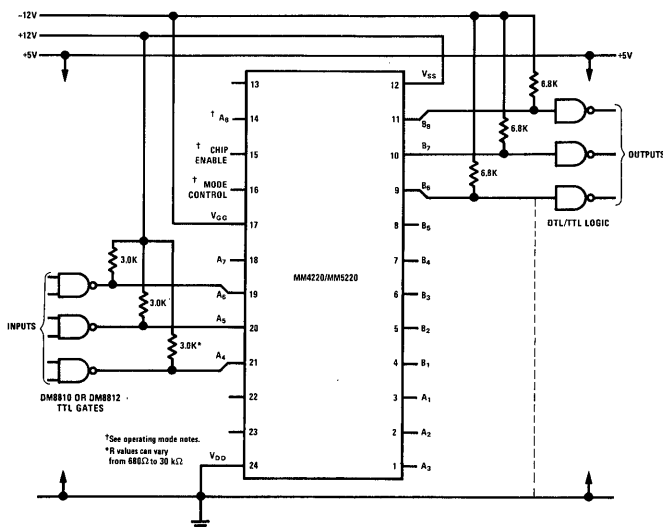 −12V
+12V
+5V
+5V
VSS
VGG
VDD
13
14
15
16
17
18
19
20
21
22
23
24
12
11
10
9
8
7
6
5
4
3
2
1
† A8
† CHIP
ENABLE
† MODE
CONTROL
A7
A6
A5
A4
B8
B7
B6
B5
B4
B3
B2
B1
A1
A2
A3
MM4220/MM5220
6.8K
6.8K
6.8K
OUTPUTS
DTL/TTL LOGIC
3.0K
3.0K
3.0K*
INPUTS
DM8810 OR DM8812
TTL GATES
†See operating mode notes.
*R values can vary
from 680Ω to 30 kΩ